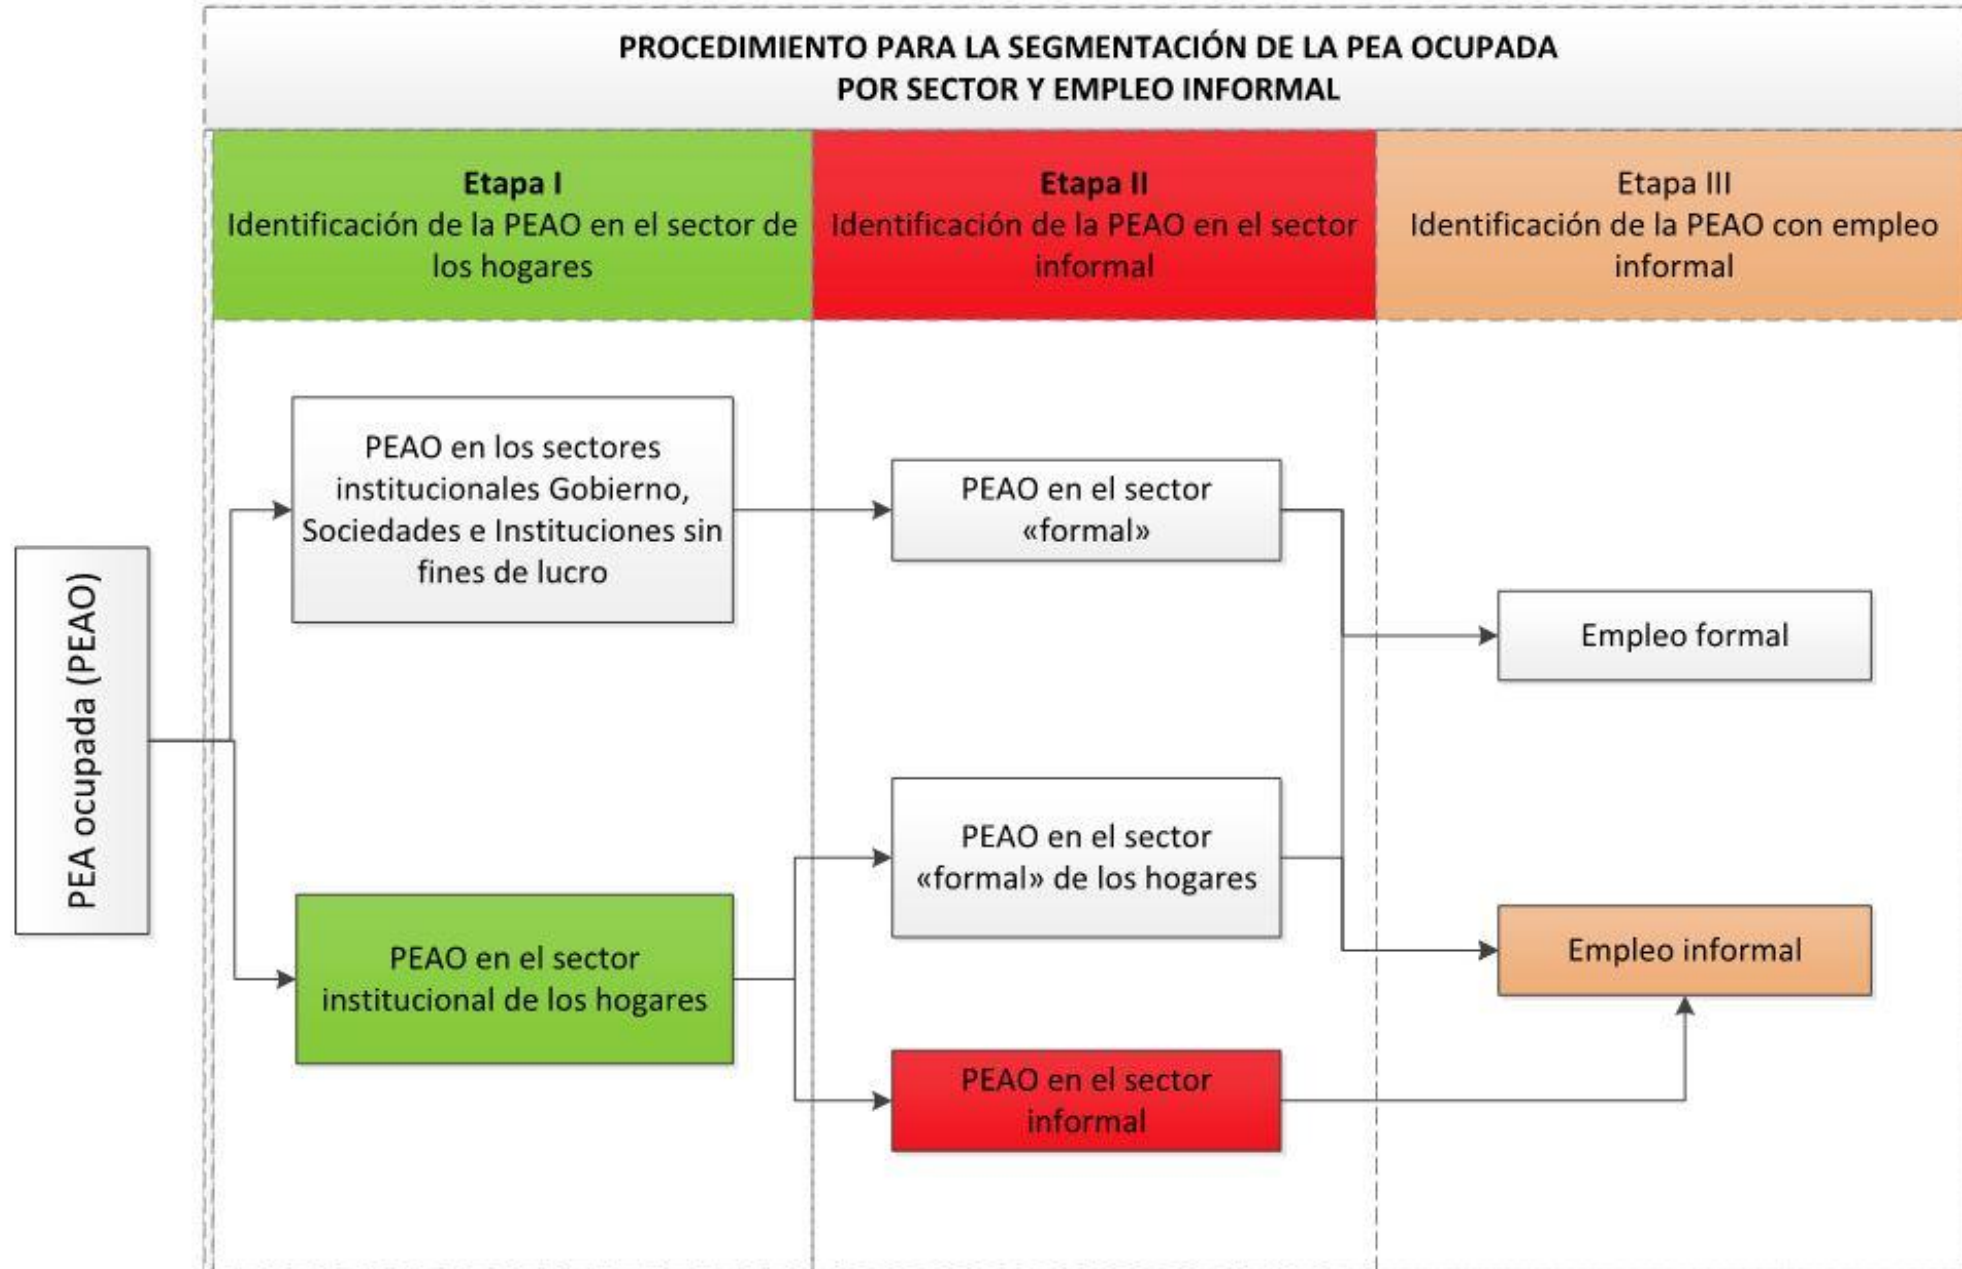 PROCEDIMIENTO PARA LA SEGMENTACIÓN DE LA PEA OCUPADA
POR SECTOR Y EMPLEO INFORMAL
Etapa I
Identificación de la PEAO en el sector de
los hogares
Etapa II
Identificación de la PEAO en el sector
informal
Etapa III
Identificación de la PEAO con empleo
informal
PEA ocupada (PEAO)
PEAO en los sectores
institucionales Gobierno,
Sociedades e Instituciones sin
fines de lucro
PEAO en el sector
institucional de los hogares
PEAO en el sector
«formal»
PEAO en el sector
«formal» de los hogares
PEAO en el sector
informal
Empleo formal
Empleo informal